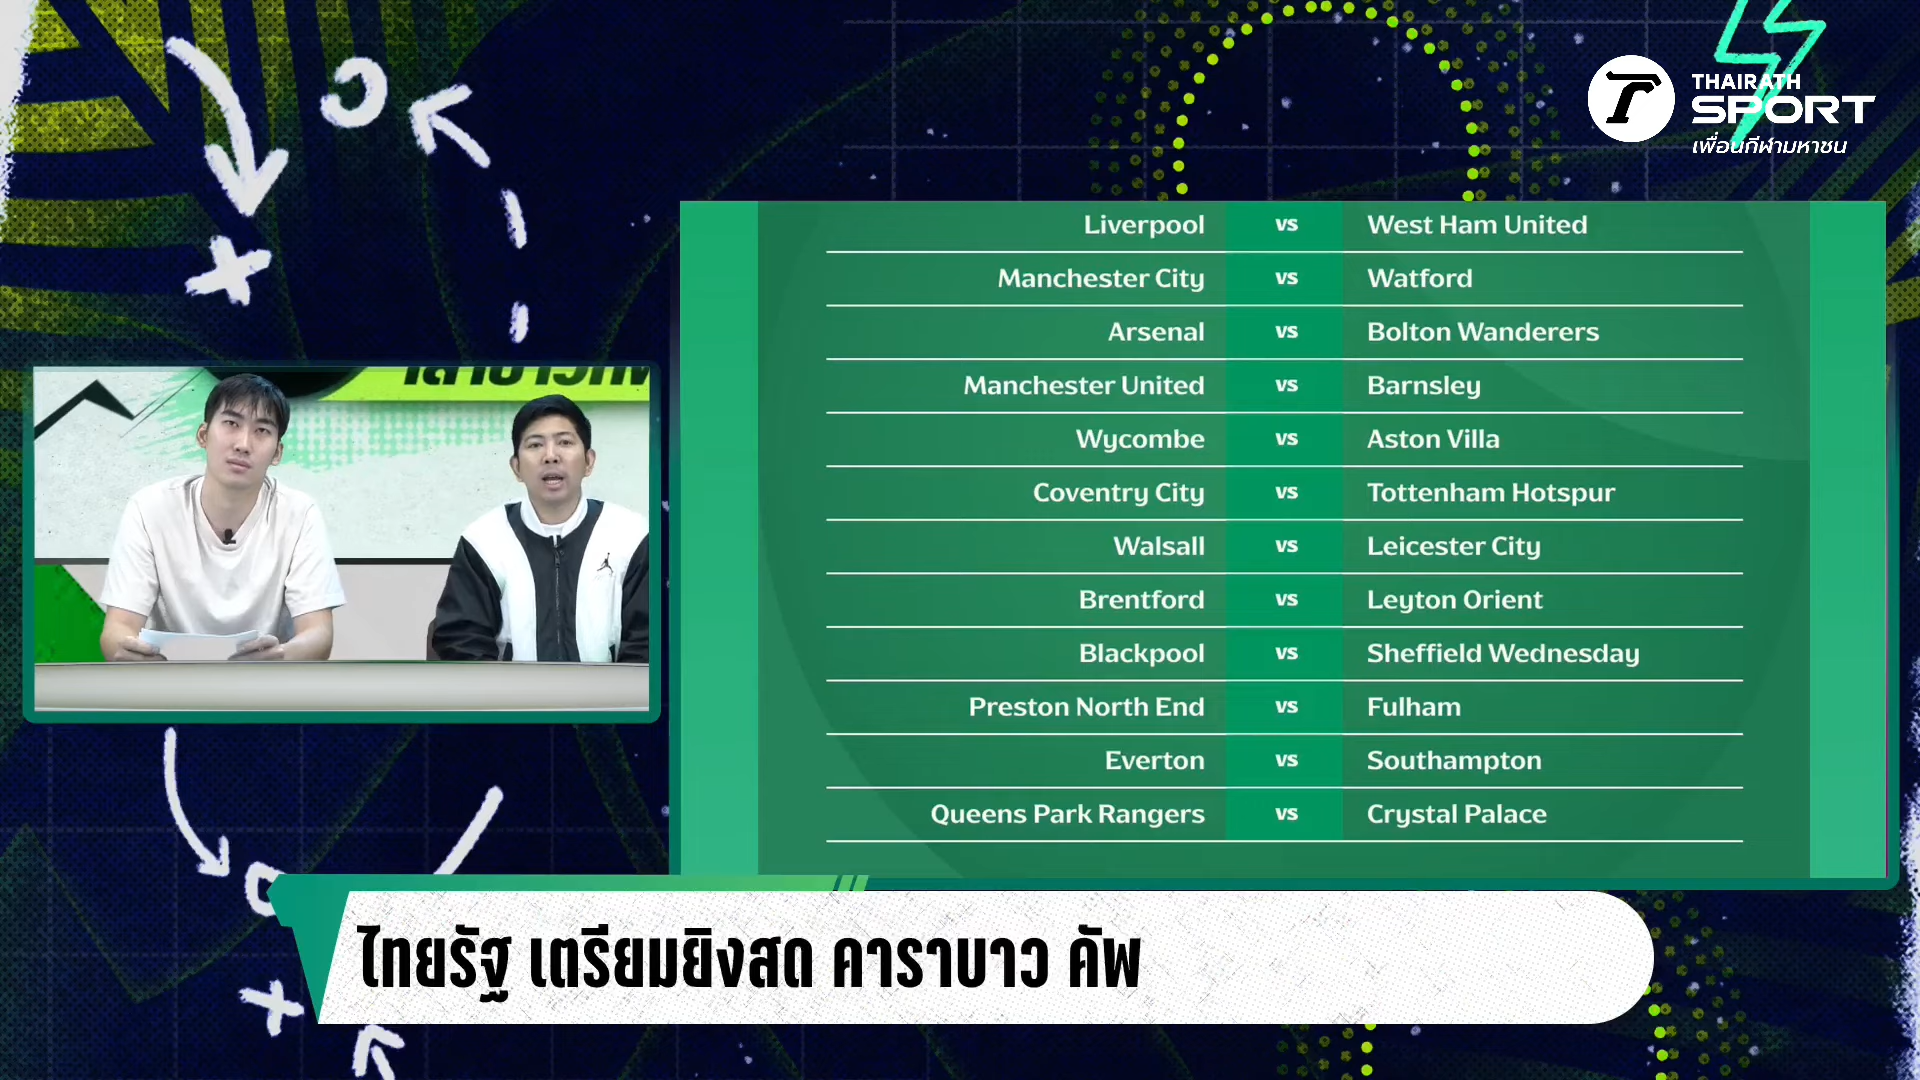 THAIRATH
SPORT
เพื่อนกีฬามหาชน
Liverpool vs West Ham United
Manchester City vs Watford
Arsenal vs Bolton Wanderers
Manchester United vs Barnsley
Wycombe vs Aston Villa
Coventry City vs Tottenham Hotspur
Walsall vs Leicester City
Brentford vs Leyton Orient
Blackpool vs Sheffield Wednesday
Preston North End vs Fulham
Everton vs Southampton
Queens Park Rangers vs Crystal Palace
ไทยรัฐ เตรียมยิงสด คาราบาว คัพ